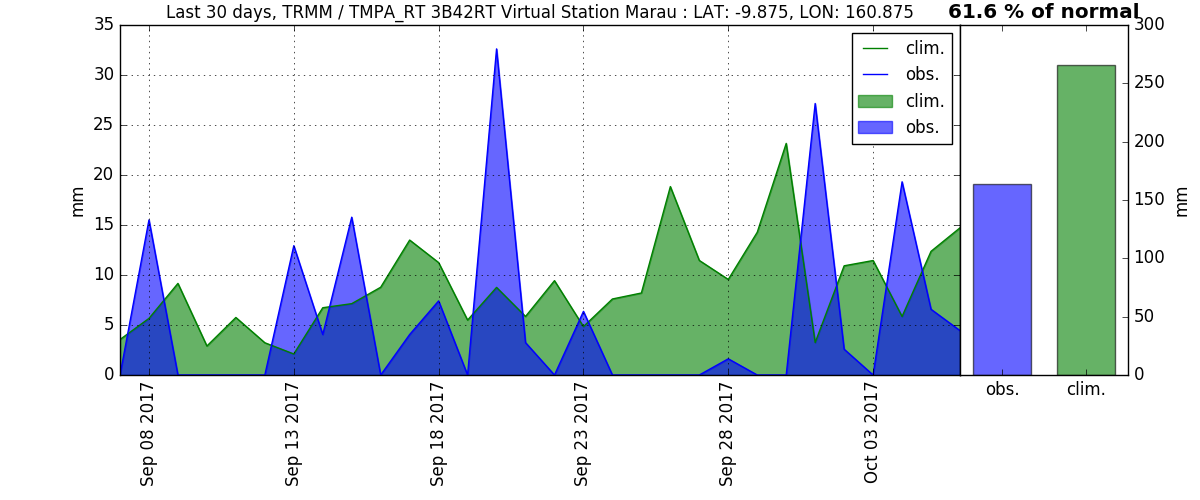 Last 30 days, TRMM / TMPA_RT 3B42RT Virtual Station Marau : LAT: -9.875, LON: 160.875
61.6 % of normal
35
30
25
20
15
10
5
0
mm
clim.
obs.
clim.
obs.
300
250
200
150
100
50
0
mm
Sep 08 2017
Sep 13 2017
Sep 18 2017
Sep 23 2017
Sep 28 2017
Oct 03 2017
obs.
clim.